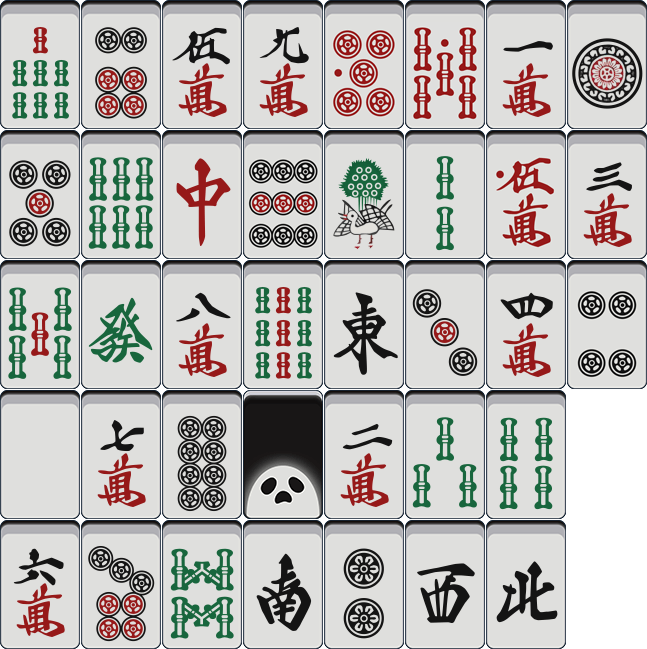 伍萬 九萬 一萬
中 伍萬 三萬
發 八萬 東 四萬
七萬 二萬
六萬 南 西 北